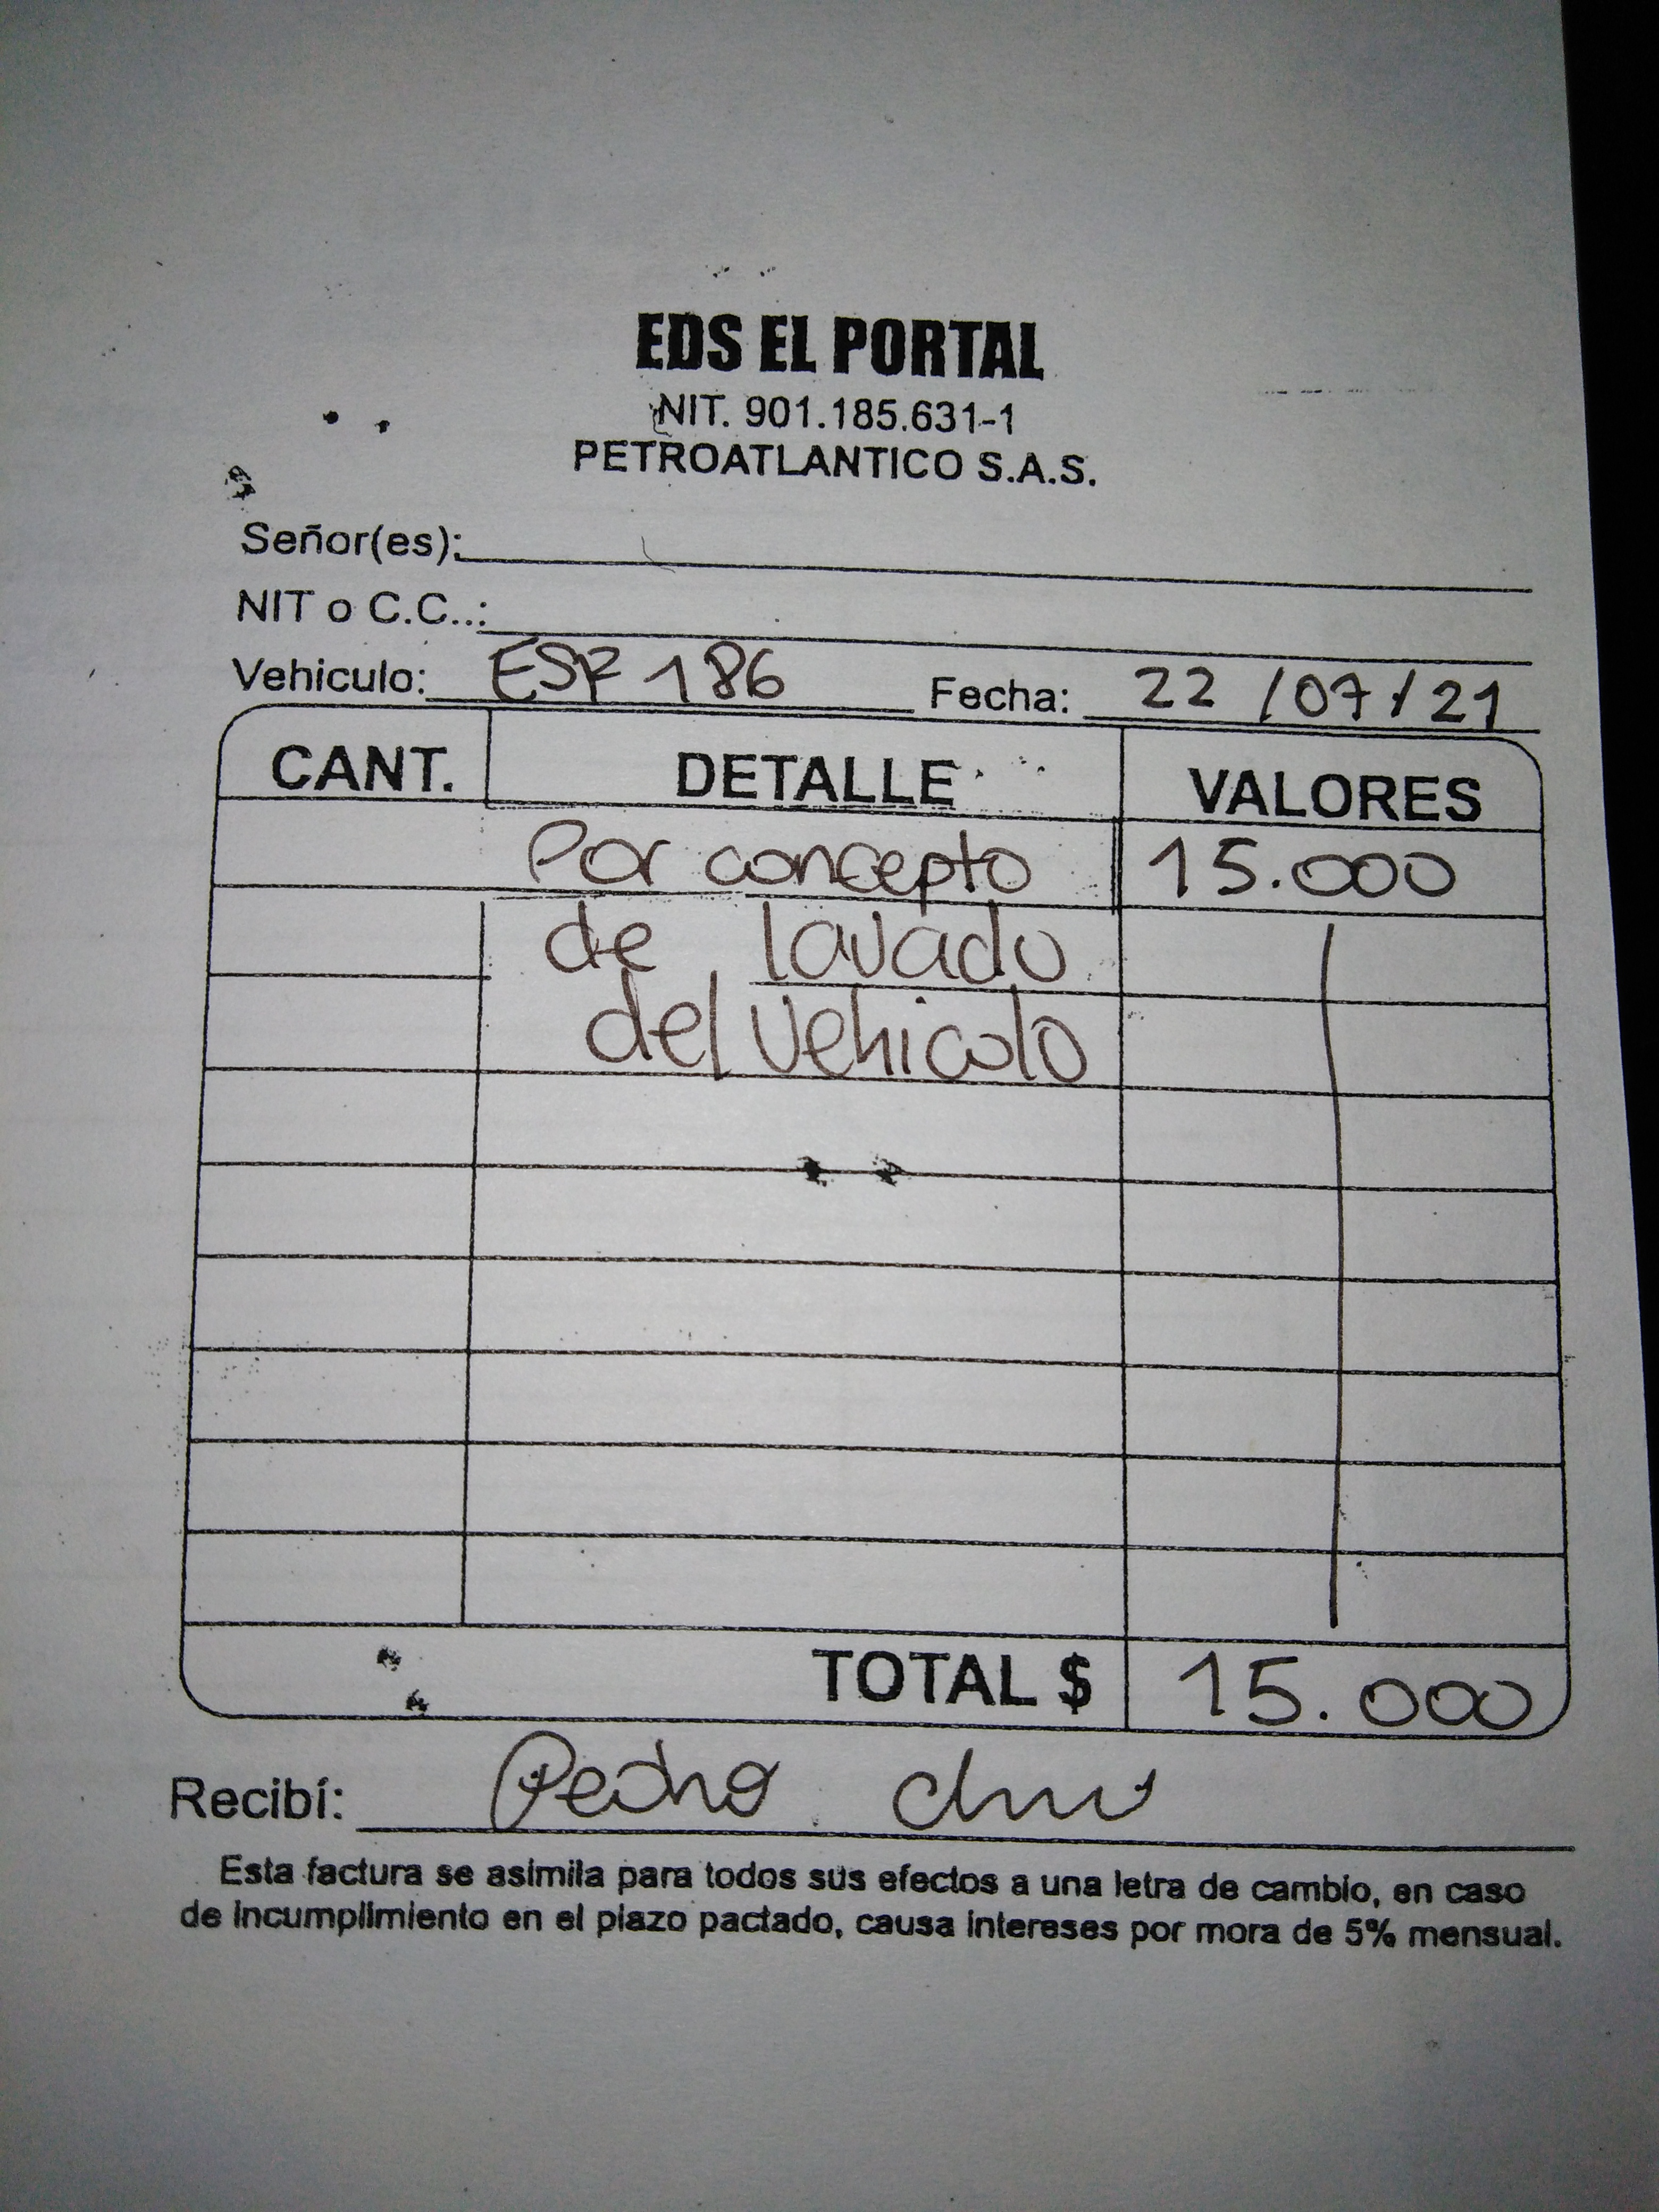 EDS EL PORTAL
NIT. 901.185.631-1
PETROATLANTICO S.A.S.
Señor(es):
NIT o C.C..:
Vehiculo: ESR 186 Fecha: 22 /07/21
CANT. DETALLE VALORES
Por concepto 15.000
de lavado
del vehicolo
TOTAL $ 15.000
Recibí: Pedro
Esta factura se asimila para todos sus efectos a una letra de cambio, en caso
de incumplimiento en el plazo pactado, causa intereses por mora de 5% mensual.